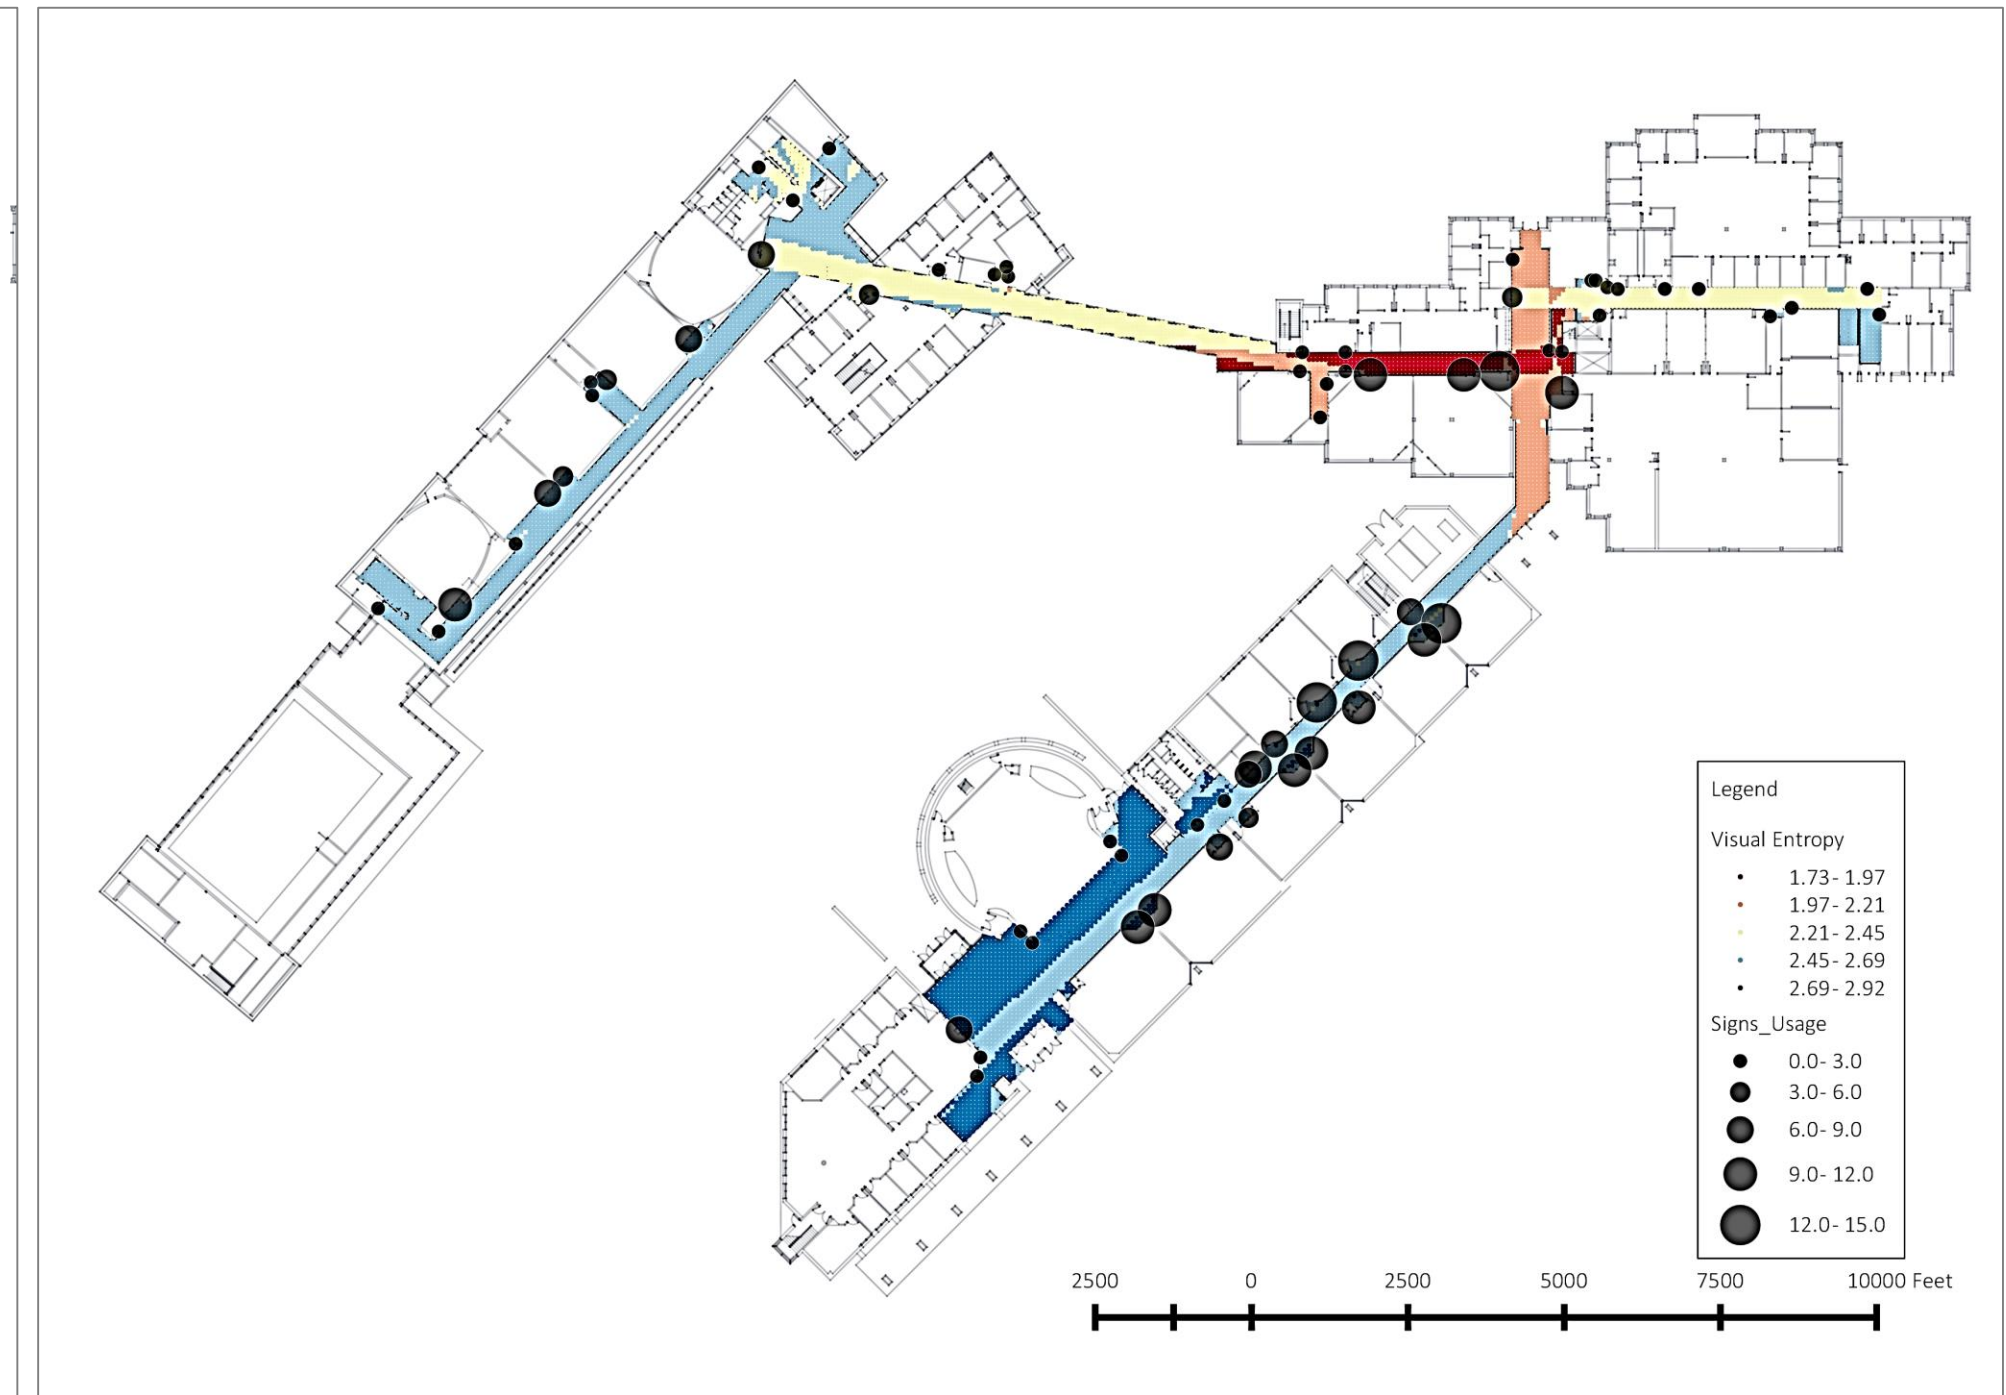 Legend
Visual Entropy
1.73- 1.97
1.97- 2.21
2.21- 2.45
2.45- 2.69
2.69- 2.92
Signs_Usage
0.0- 3.0
3.0- 6.0
6.0- 9.0
9.0- 12.0
12.0- 15.0
2500 0 2500 5000 7500 10000 Feet